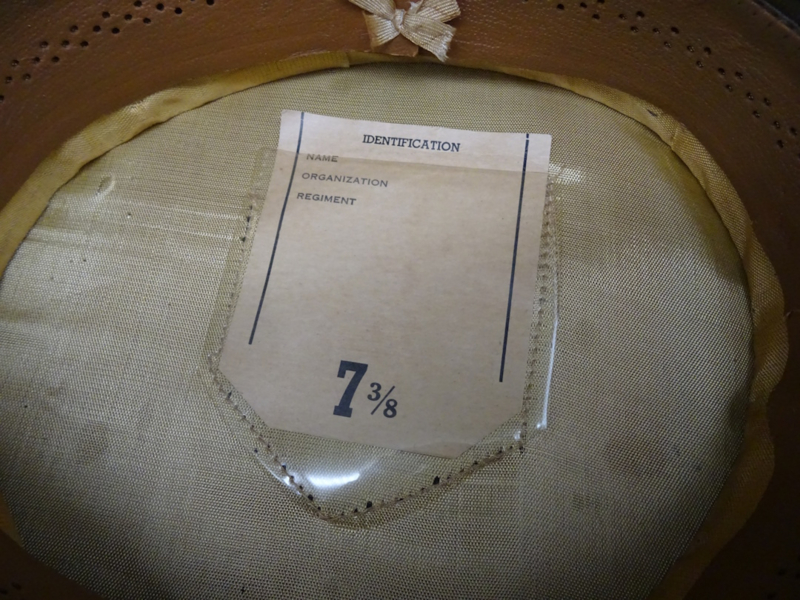 IDENTIFICATION
NAME
ORGANIZATION
REGIMENT
7 3/8